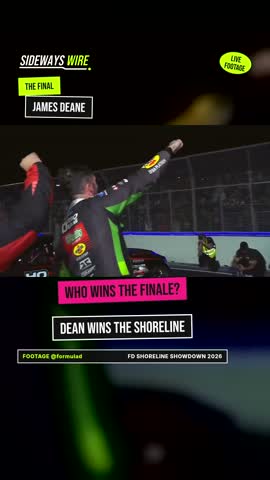 SIDEWAYS WIRE.
LIVE
FOOTAGE
THE FINAL
JAMES DEANE
WHO WINS THE FINALE?
DEAN WINS THE SHORELINE
FOOTAGE @formulad
FD SHORELINE SHOWDOWN 2026